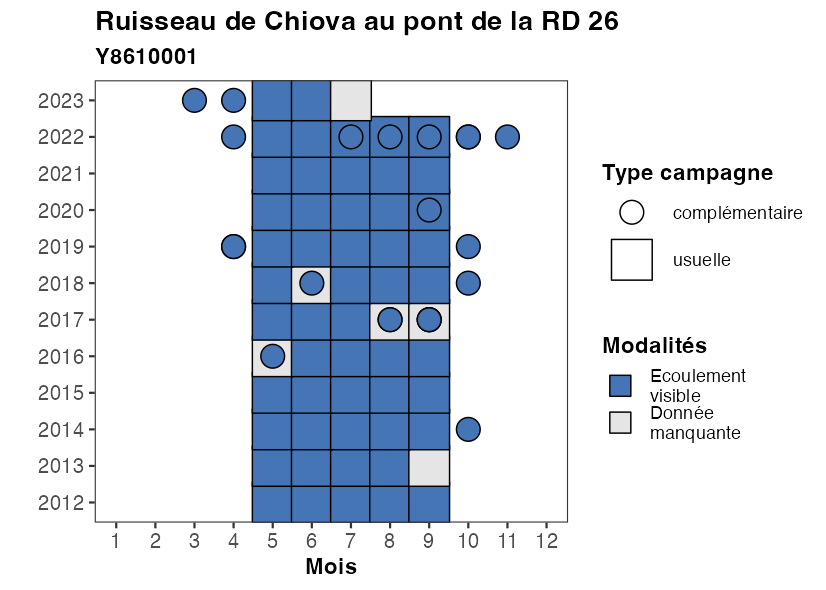 Ruisseau de Chiova au pont de la RD 26
Y8610001
2023
2022
2021
2020
2019
2018
2017
2016
2015
2014
2013
2012
1 2 3 4 5 6 7 8 9 10 11 12
Mois
Type campagne
complémentaire
usuelle
Modalités
Ecoulement
visible
Donnée
manquante